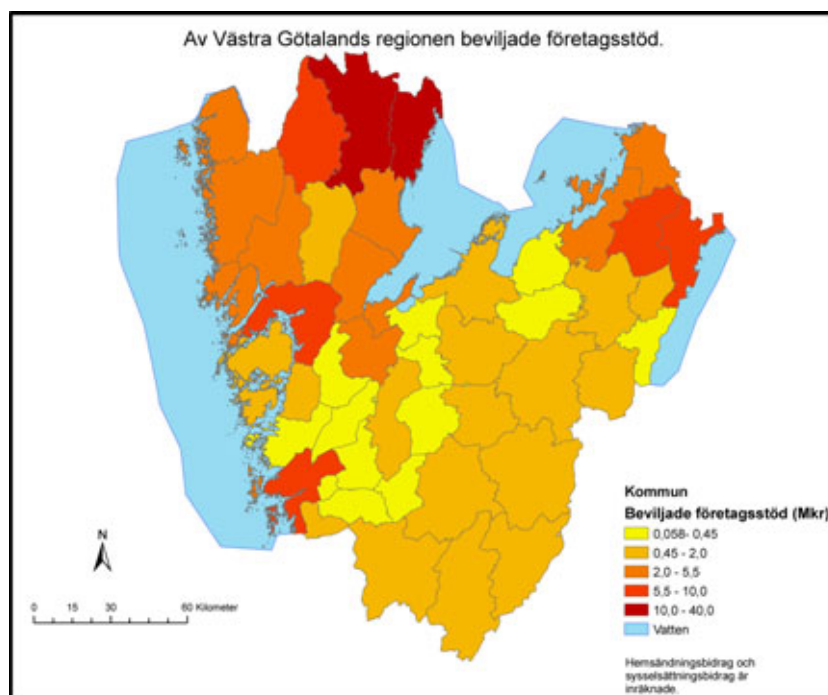 Av Västra Götalands regionen beviljade företagsstöd.
Kommun
Beviljade företagsstöd (Mkr)
0,058- 0,45
0,45 - 2,0
2,0 - 5,5
5,5 - 10,0
10,0 - 40,0
Vatten
N
0 15 30 60 Kilometer
Hemsändningsbidrag och
sysselsättningbidrag är
inräknade.